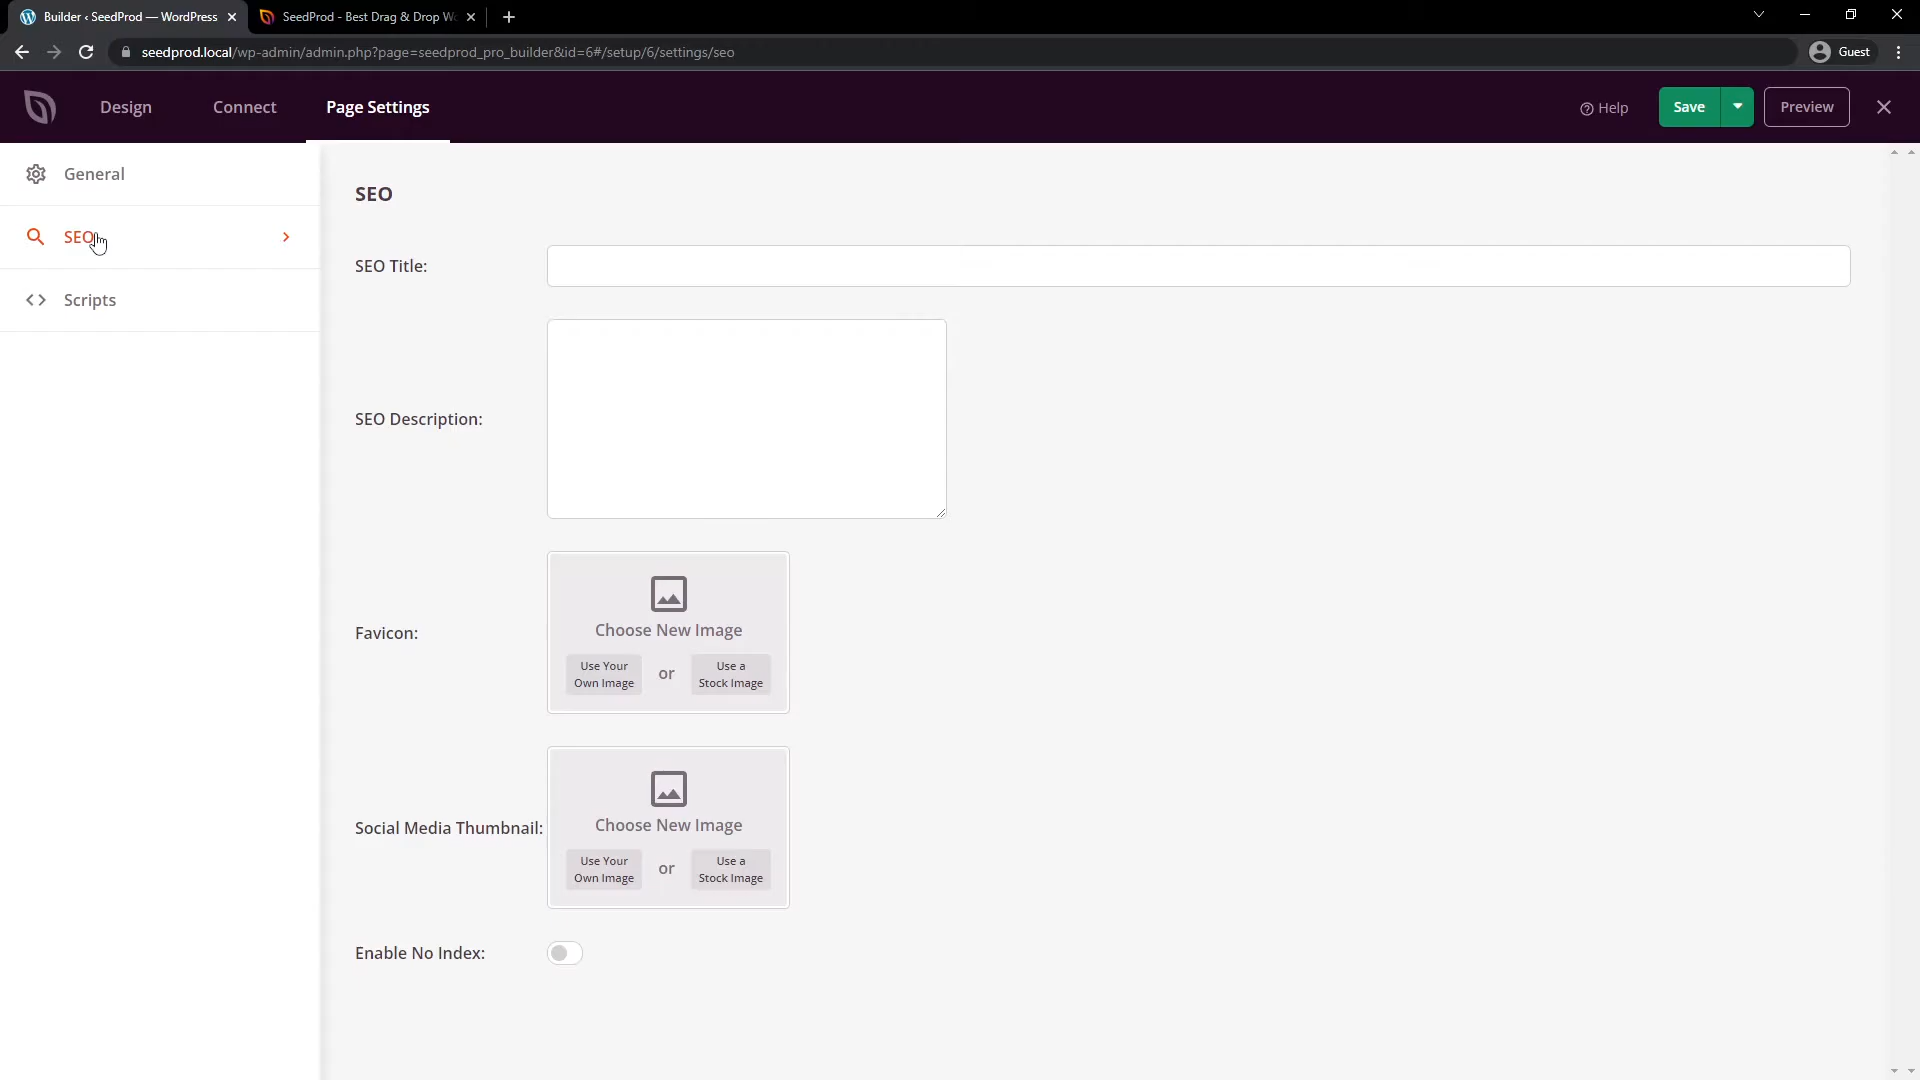 Builder ‹ SeedProd — WordPress
SeedProd - Best Drag & Drop Wo
seedprod.local/wp-admin/admin.php?page=seedprod_pro_builder&id=6#/setup/6/settings/seo
Guest
Design
Connect
Page Settings
Help
Save
Preview
General
SEO
Scripts
SEO
SEO Title:
SEO Description:
Favicon:
Choose New Image
Use Your
Own Image
or
Use a
Stock Image
Social Media Thumbnail:
Choose New Image
Use Your
Own Image
or
Use a
Stock Image
Enable No Index: